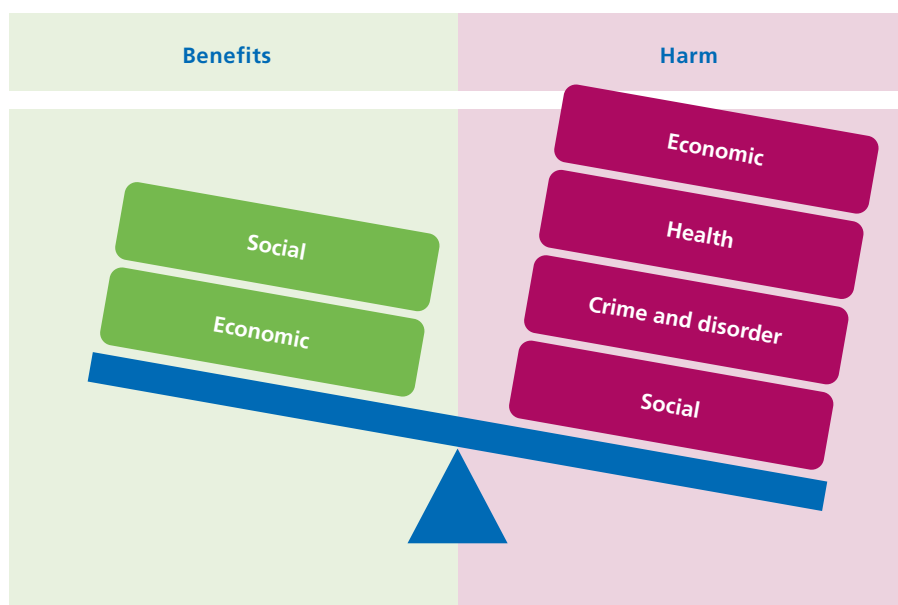 Benefits
Harm
Social
Economic
Economic
Health
Crime and disorder
Social